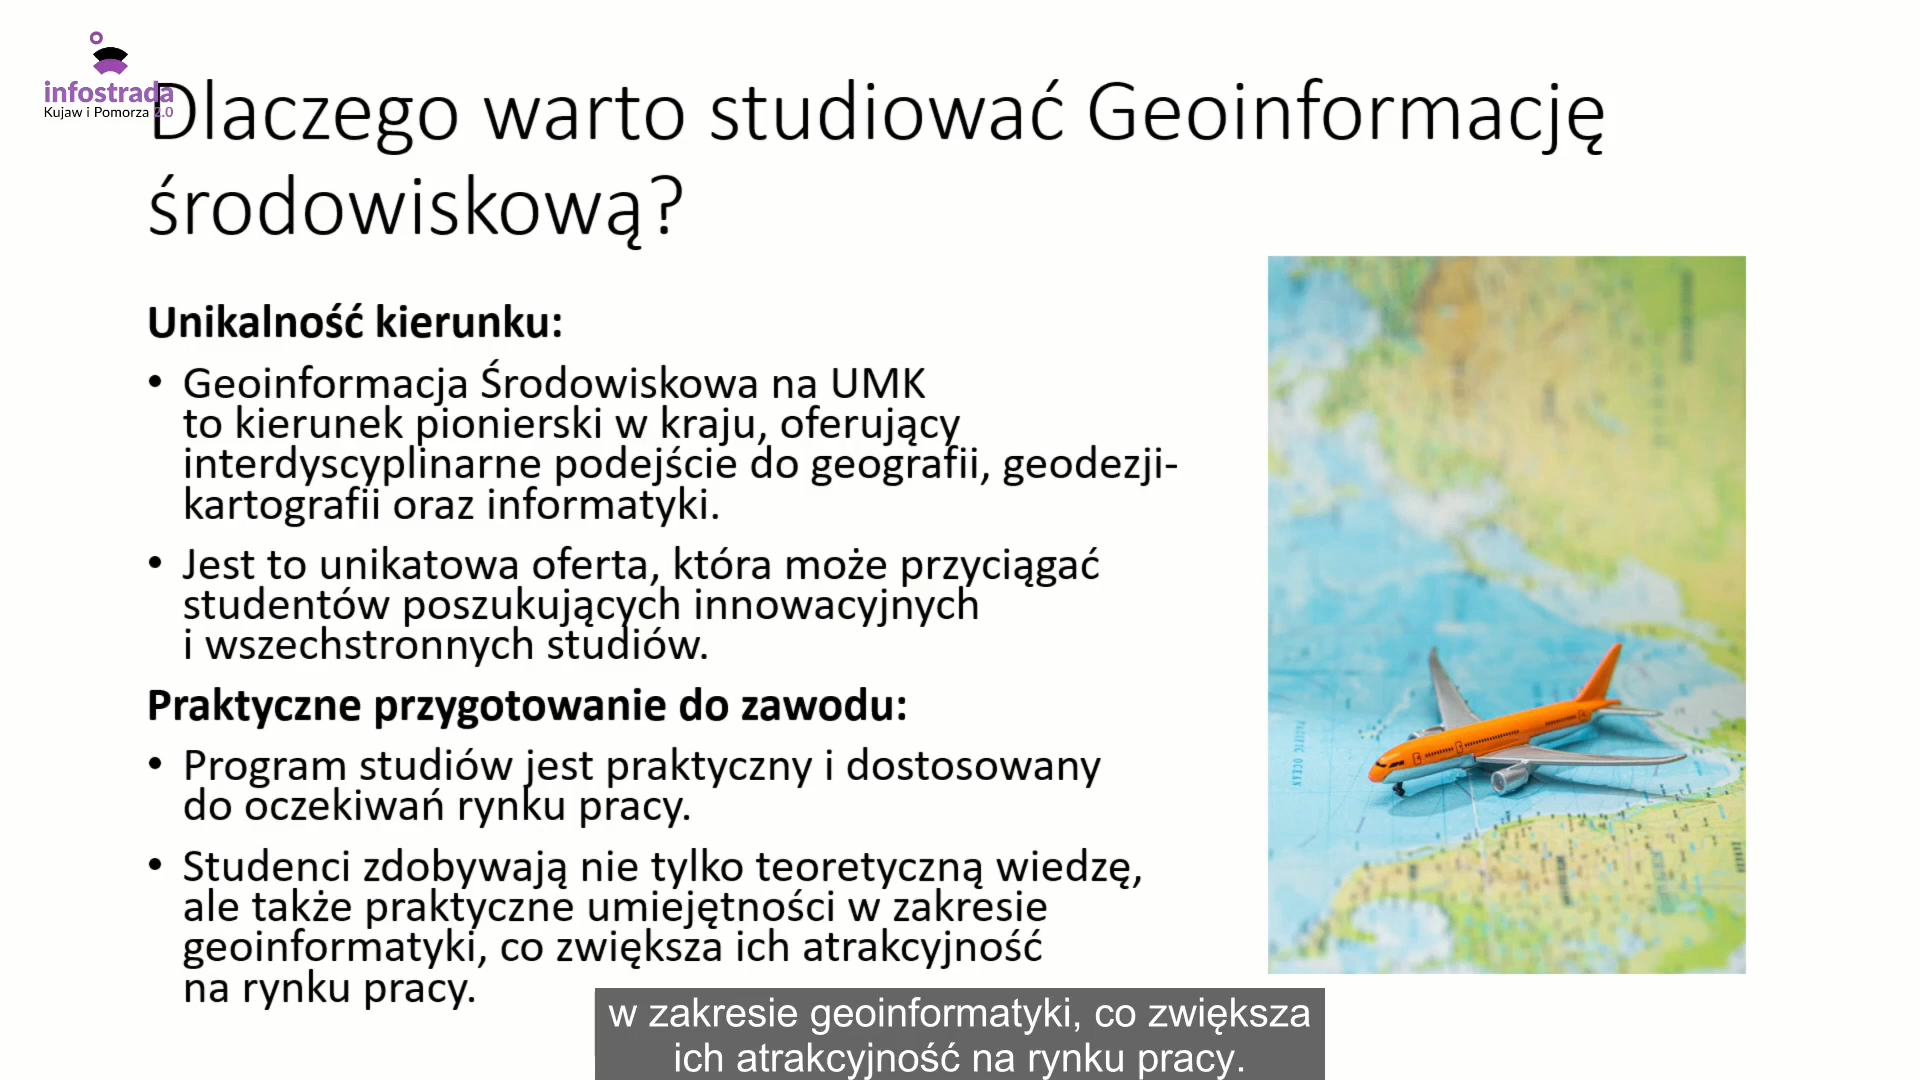 infostrada
Kujaw i Pomorza 2.0
Dlaczego warto studiować Geoinformację
środowiskową?
Unikalność kierunku:
• Geoinformacja Środowiskowa na UMK
to kierunek pionierski w kraju, oferujący
interdyscyplinarne podejście do geografii, geodezji-
kartografii oraz informatyki.
• Jest to unikatowa oferta, która może przyciągać
studentów poszukujących innowacyjnych
i wszechstronnych studiów.
Praktyczne przygotowanie do zawodu:
• Program studiów jest praktyczny i dostosowany
do oczekiwań rynku pracy.
• Studenci zdobywają nie tylko teoretyczną wiedzę,
ale także praktyczne umiejętności w zakresie
geoinformatyki, co zwiększa ich atrakcyjność
na rynku pracy.
PACIFIC OCEAN
w zakresie geoinformatyki, co zwiększa
ich atrakcyjność na rynku pracy.